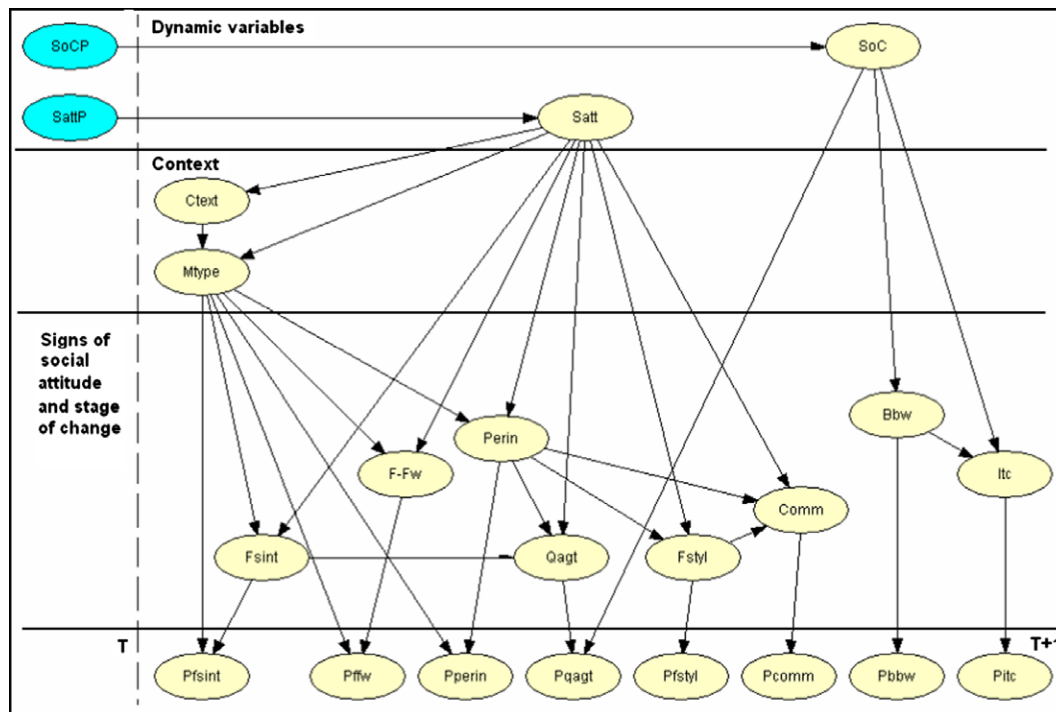 Dynamic variables
SoCP
SoC
SattP
Satt
Context
Ctext
Mtype
Signs of
social
attitude
and stage
of change
Bbw
Perin
F-Fw
Itc
Comm
Fsint
Qagt
Fstyl
T
T+1
Pfsint
Pffw
Pperin
Pqagt
Pfstyl
Pcomm
Pbbw
Pitc